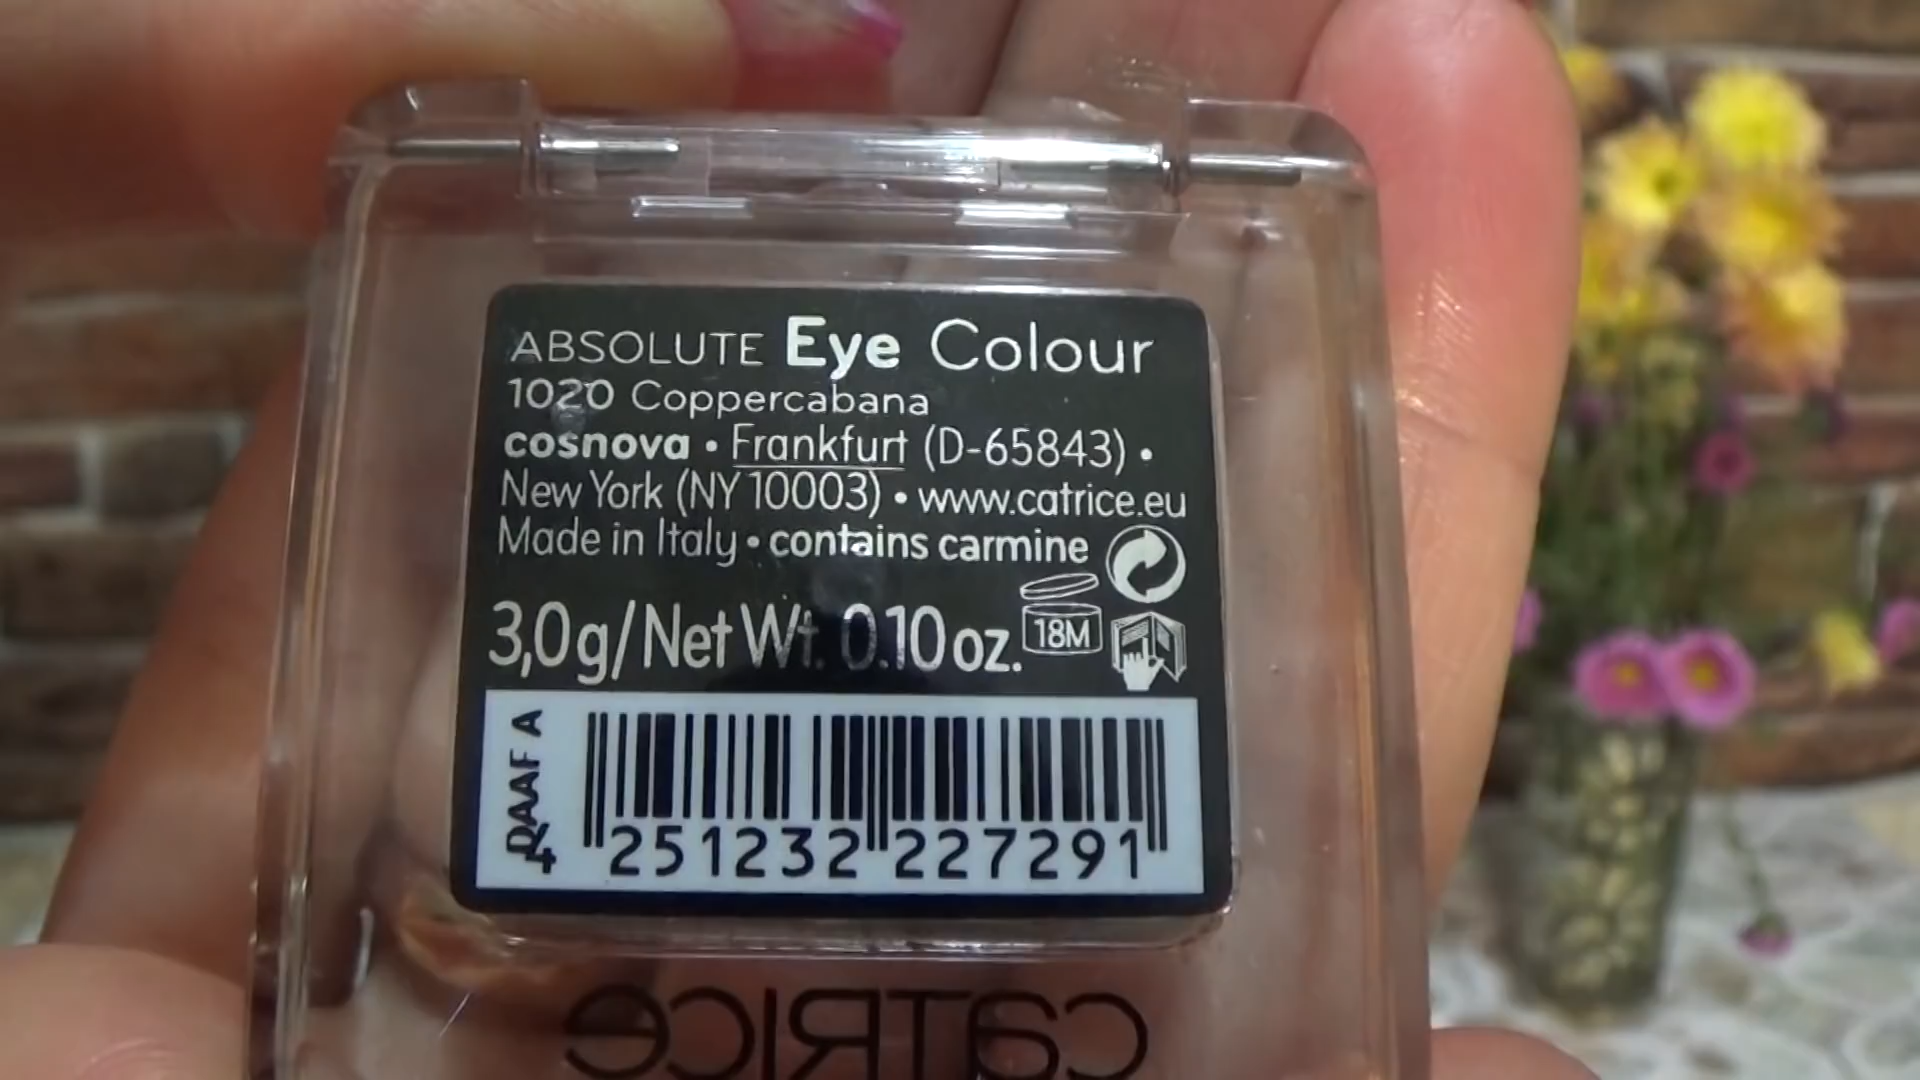 ABSOLUTE Eye Colour
1020 Coppercabana
cosnova • Frankfurt (D-65843) •
New York (NY 10003) • www.catrice.eu
Made in Italy • contains carmine
3,0g/Net Wt. 0.10 oz.
18M
DAAF A
4 251232 227291
CATRICE